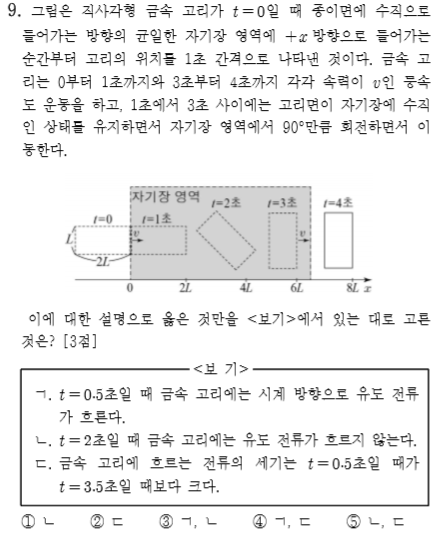 9. 그림은 직사각형 금속 고리가 t=0일 때 종이면에 수직으로
들어가는 방향의 균일한 자기장 영역에 +x 방향으로 들어가는
순간부터 고리의 위치를 1초 간격으로 나타낸 것이다. 금속 고
리는 0부터 1초까지와 3초부터 4초까지 각각 속력이 v인 등속
도 운동을 하고, 1초에서 3초 사이에는 고리면이 자기장에 수직
인 상태를 유지하면서 자기장 영역에서 90°만큼 회전하면서 이
동한다.
자기장 영역
t=0 t=1초 t=2초 t=3초 t=4초
L v v
2L
0 2L 4L 6L 8L x
이에 대한 설명으로 옳은 것만을 <보기>에서 있는 대로 고른
것은? [3점]
<보 기>
ㄱ. t=0.5초일 때 금속 고리에는 시계 방향으로 유도 전류
가 흐른다.
ㄴ. t=2초일 때 금속 고리에는 유도 전류가 흐르지 않는다.
ㄷ. 금속 고리에 흐르는 전류의 세기는 t=0.5초일 때가
t=3.5초일 때보다 크다.
① ㄴ ② ㄷ ③ ㄱ, ㄴ ④ ㄱ, ㄷ ⑤ ㄴ, ㄷ